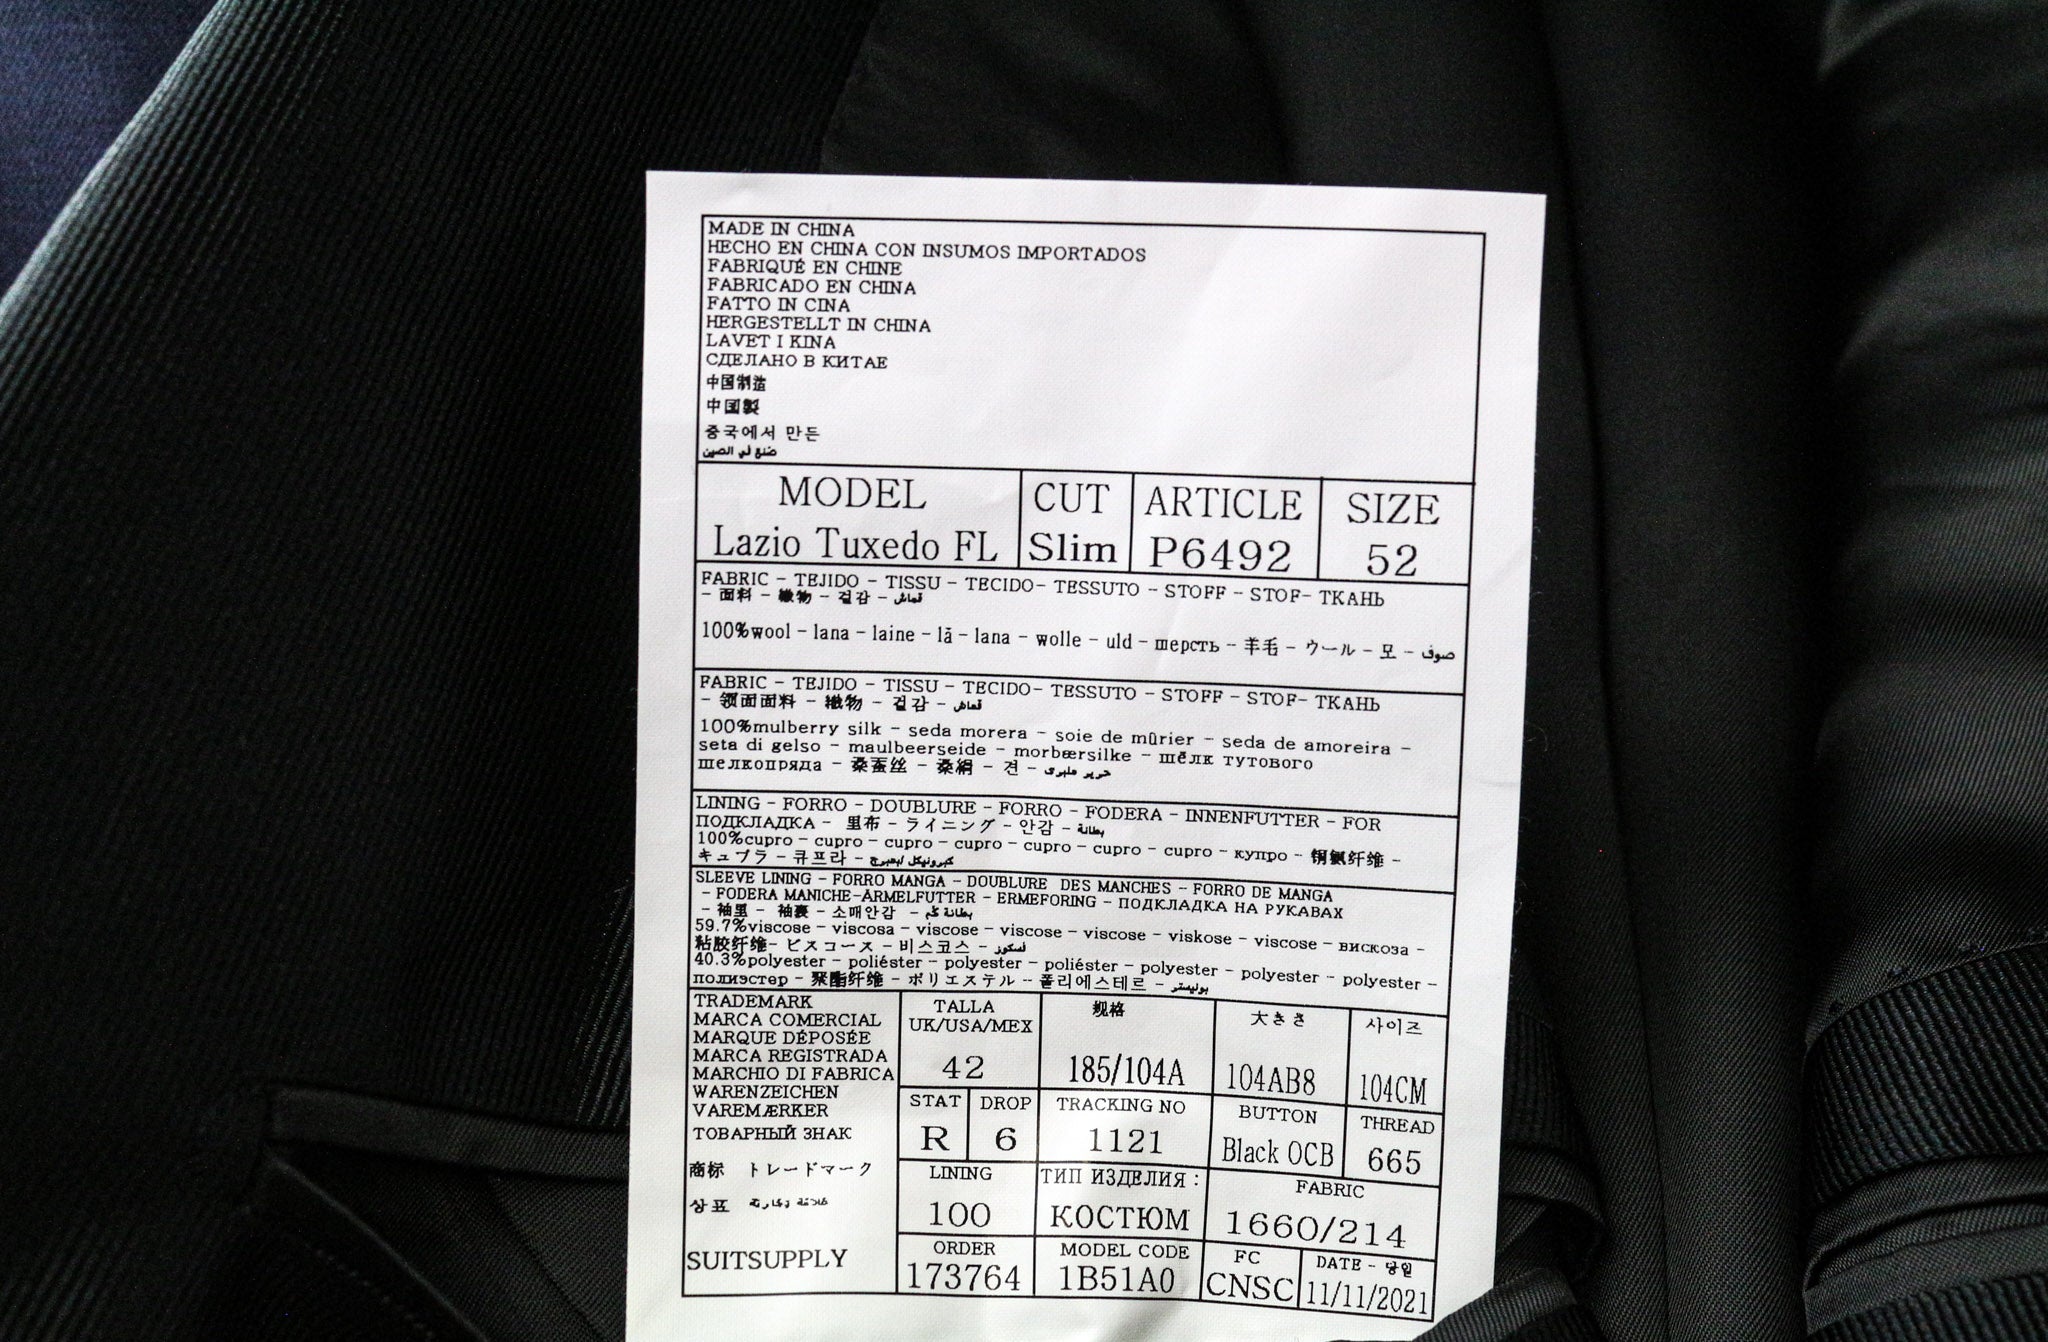 MADE IN CHINA
HECHO EN CHINA CON INSUMOS IMPORTADOS
FABRIQUÉ EN CHINE
FABRICADO EN CHINA
FATTO IN CINA
HERGESTELLT IN CHINA
LAVET I KINA
СДЕЛАНО В КИТАЕ
中国制造
中国製
중국에서 만든
صنع في الصين
MODEL CUT ARTICLE SIZE
Lazio Tuxedo FL Slim P6492 52
FABRIC - TEJIDO - TISSU - TECIDO- TESSUTO - STOFF - STOF- ТКАНЬ
- 面料 - 織物 - 겉감 - قماش
100%wool - lana - laine - lã - lana - wolle - uld - шерсть - 羊毛 - ウール - 모 - صوف
FABRIC - TEJIDO - TISSU - TECIDO- TESSUTO - STOFF - STOF- ТКАНЬ
- 领面面料 - 織物 - 겉감 - قماش
100%mulberry silk - seda morera - soie de mûrier - seda de amoreira -
seta di gelso - maulbeerseide - morbærsilke - шёлк тутового
шелкопряда - 桑蚕丝 - 桑絹 - 견 - حرير ملبري
LINING - FORRO - DOUBLURE - FORRO - FODERA - INNENFUTTER - FOR
ПОДКЛАДКА - 里布 - ライニング - 안감 - بطانة
100%cupro - cupro - cupro - cupro - cupro - cupro - cupro - купро - 铜氨纤维 -
キュプラ - 큐프라 -
SLEEVE LINING - FORRO MANGA - DOUBLURE DES MANCHES - FORRO DE MANGA
- FODERA MANICHE-ÄRMELFUTTER - ERMEFORING - ПОДКЛАДКА НА РУКАВАХ
- 袖里 - 袖裏 - 소매안감 - بطانة كم
59.7%viscose - viscosa - viscose - viscose - viscose - viskose - viscose - вискоза -
粘胶纤维- ビスコース - 비스코스 -
40.3%polyester - poliéster - polyester - poliéster - polyester - polyester - polyester -
полиэстер - 聚酯纤维 - ポリエステル - 폴리에스테르 - بوليستر
TRADEMARK
MARCA COMERCIAL
MARQUE DÉPOSÉE
MARCA REGISTRADA
MARCHIO DI FABRICA
WARENZEICHEN
VAREMÆRKER
ТОВАРНЫЙ ЗНАК
商标 トレードマーク
상표
SUITSUPPLY
TALLA 规格 大きさ 사이즈
UK/USA/MEX
42 185/104A 104AB8 104CM
STAT DROP TRACKING NO BUTTON THREAD
R 6 1121 Black OCB 665
LINING ТИП ИЗДЕЛИЯ : FABRIC
100 КОСТЮМ 1660/214
ORDER MODEL CODE FC DATE - 당일
173764 1B51A0 CNSC 11/11/2021